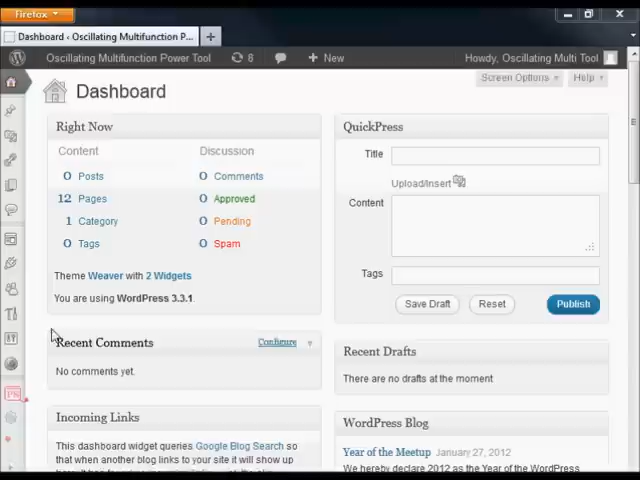 Firefox
Dashboard ‹ Oscillating Multifunction P...
Oscillating Multifunction Power Tool 6 New Howdy, Oscillating Multi Tool
Screen Options Help
Dashboard
Right Now
Content Discussion
0 Posts 0 Comments
12 Pages 0 Approved
1 Category 0 Pending
0 Tags 0 Spam
Theme Weaver with 2 Widgets
You are using WordPress 3.3.1.
QuickPress
Title
Upload/Insert
Content
Tags
Save Draft Reset Publish
Recent Comments Configure
No comments yet.
Recent Drafts
There are no drafts at the moment
Incoming Links
This dashboard widget queries Google Blog Search so
that when another blog links to your site it will show
WordPress Blog
Year of the Meetup January 27, 2012
We hereby declare 2012 as the Year of the WordPress